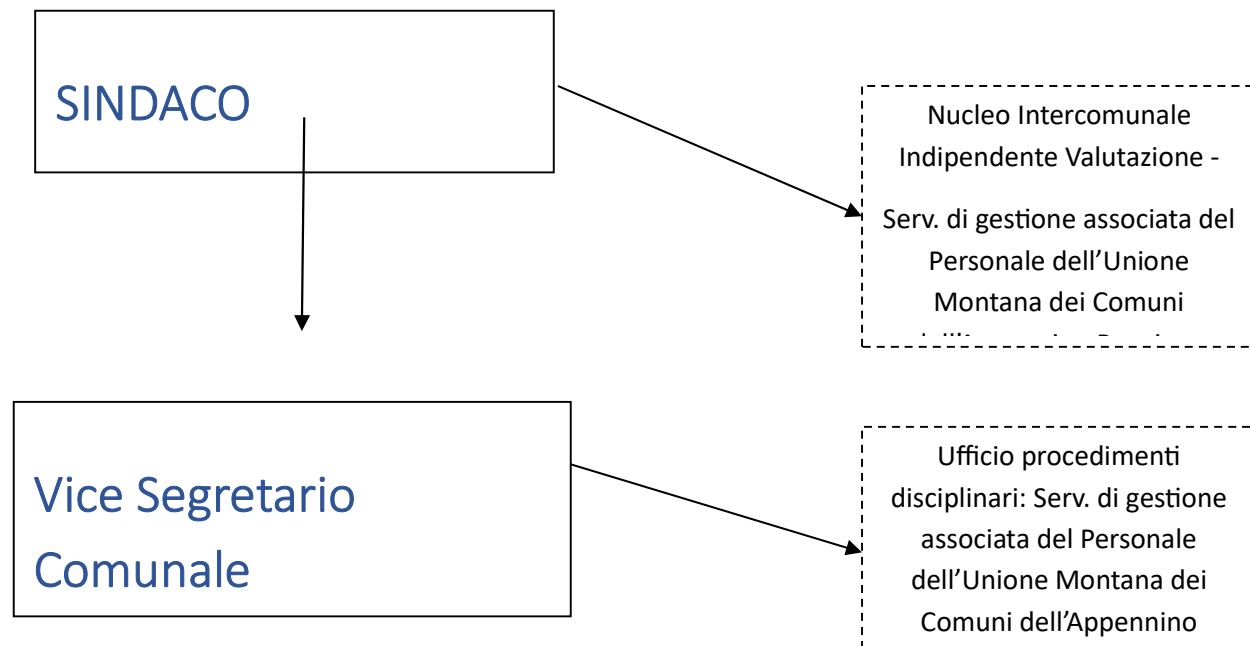 SINDACO
Nucleo Intercomunale
Indipendente Valutazione -
Serv. di gestione associata del
Personale dell’Unione
Montana dei Comuni
Vice Segretario
Comunale
Ufficio procedimenti
disciplinari: Serv. di gestione
associata del Personale
dell’Unione Montana dei
Comuni dell’Appennino